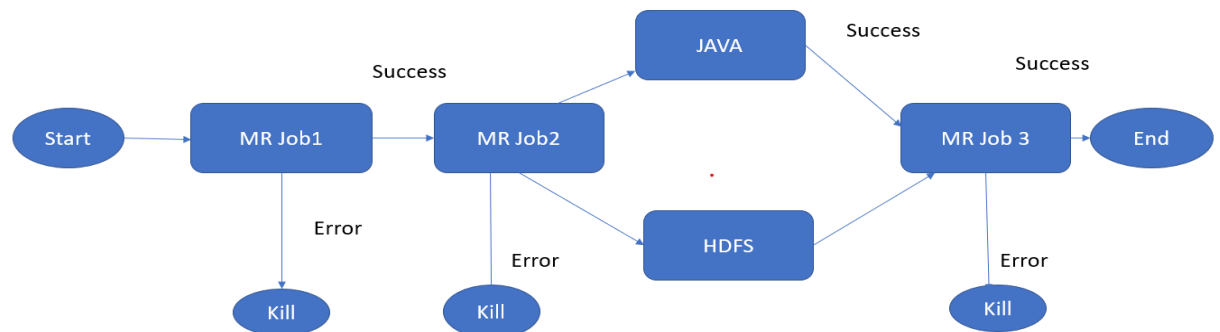 JAVA
Success
Success
Success
Start
MR Job1
MR Job2
MR Job 3
End
Error
HDFS
Error
Error
Kill
Kill
Kill